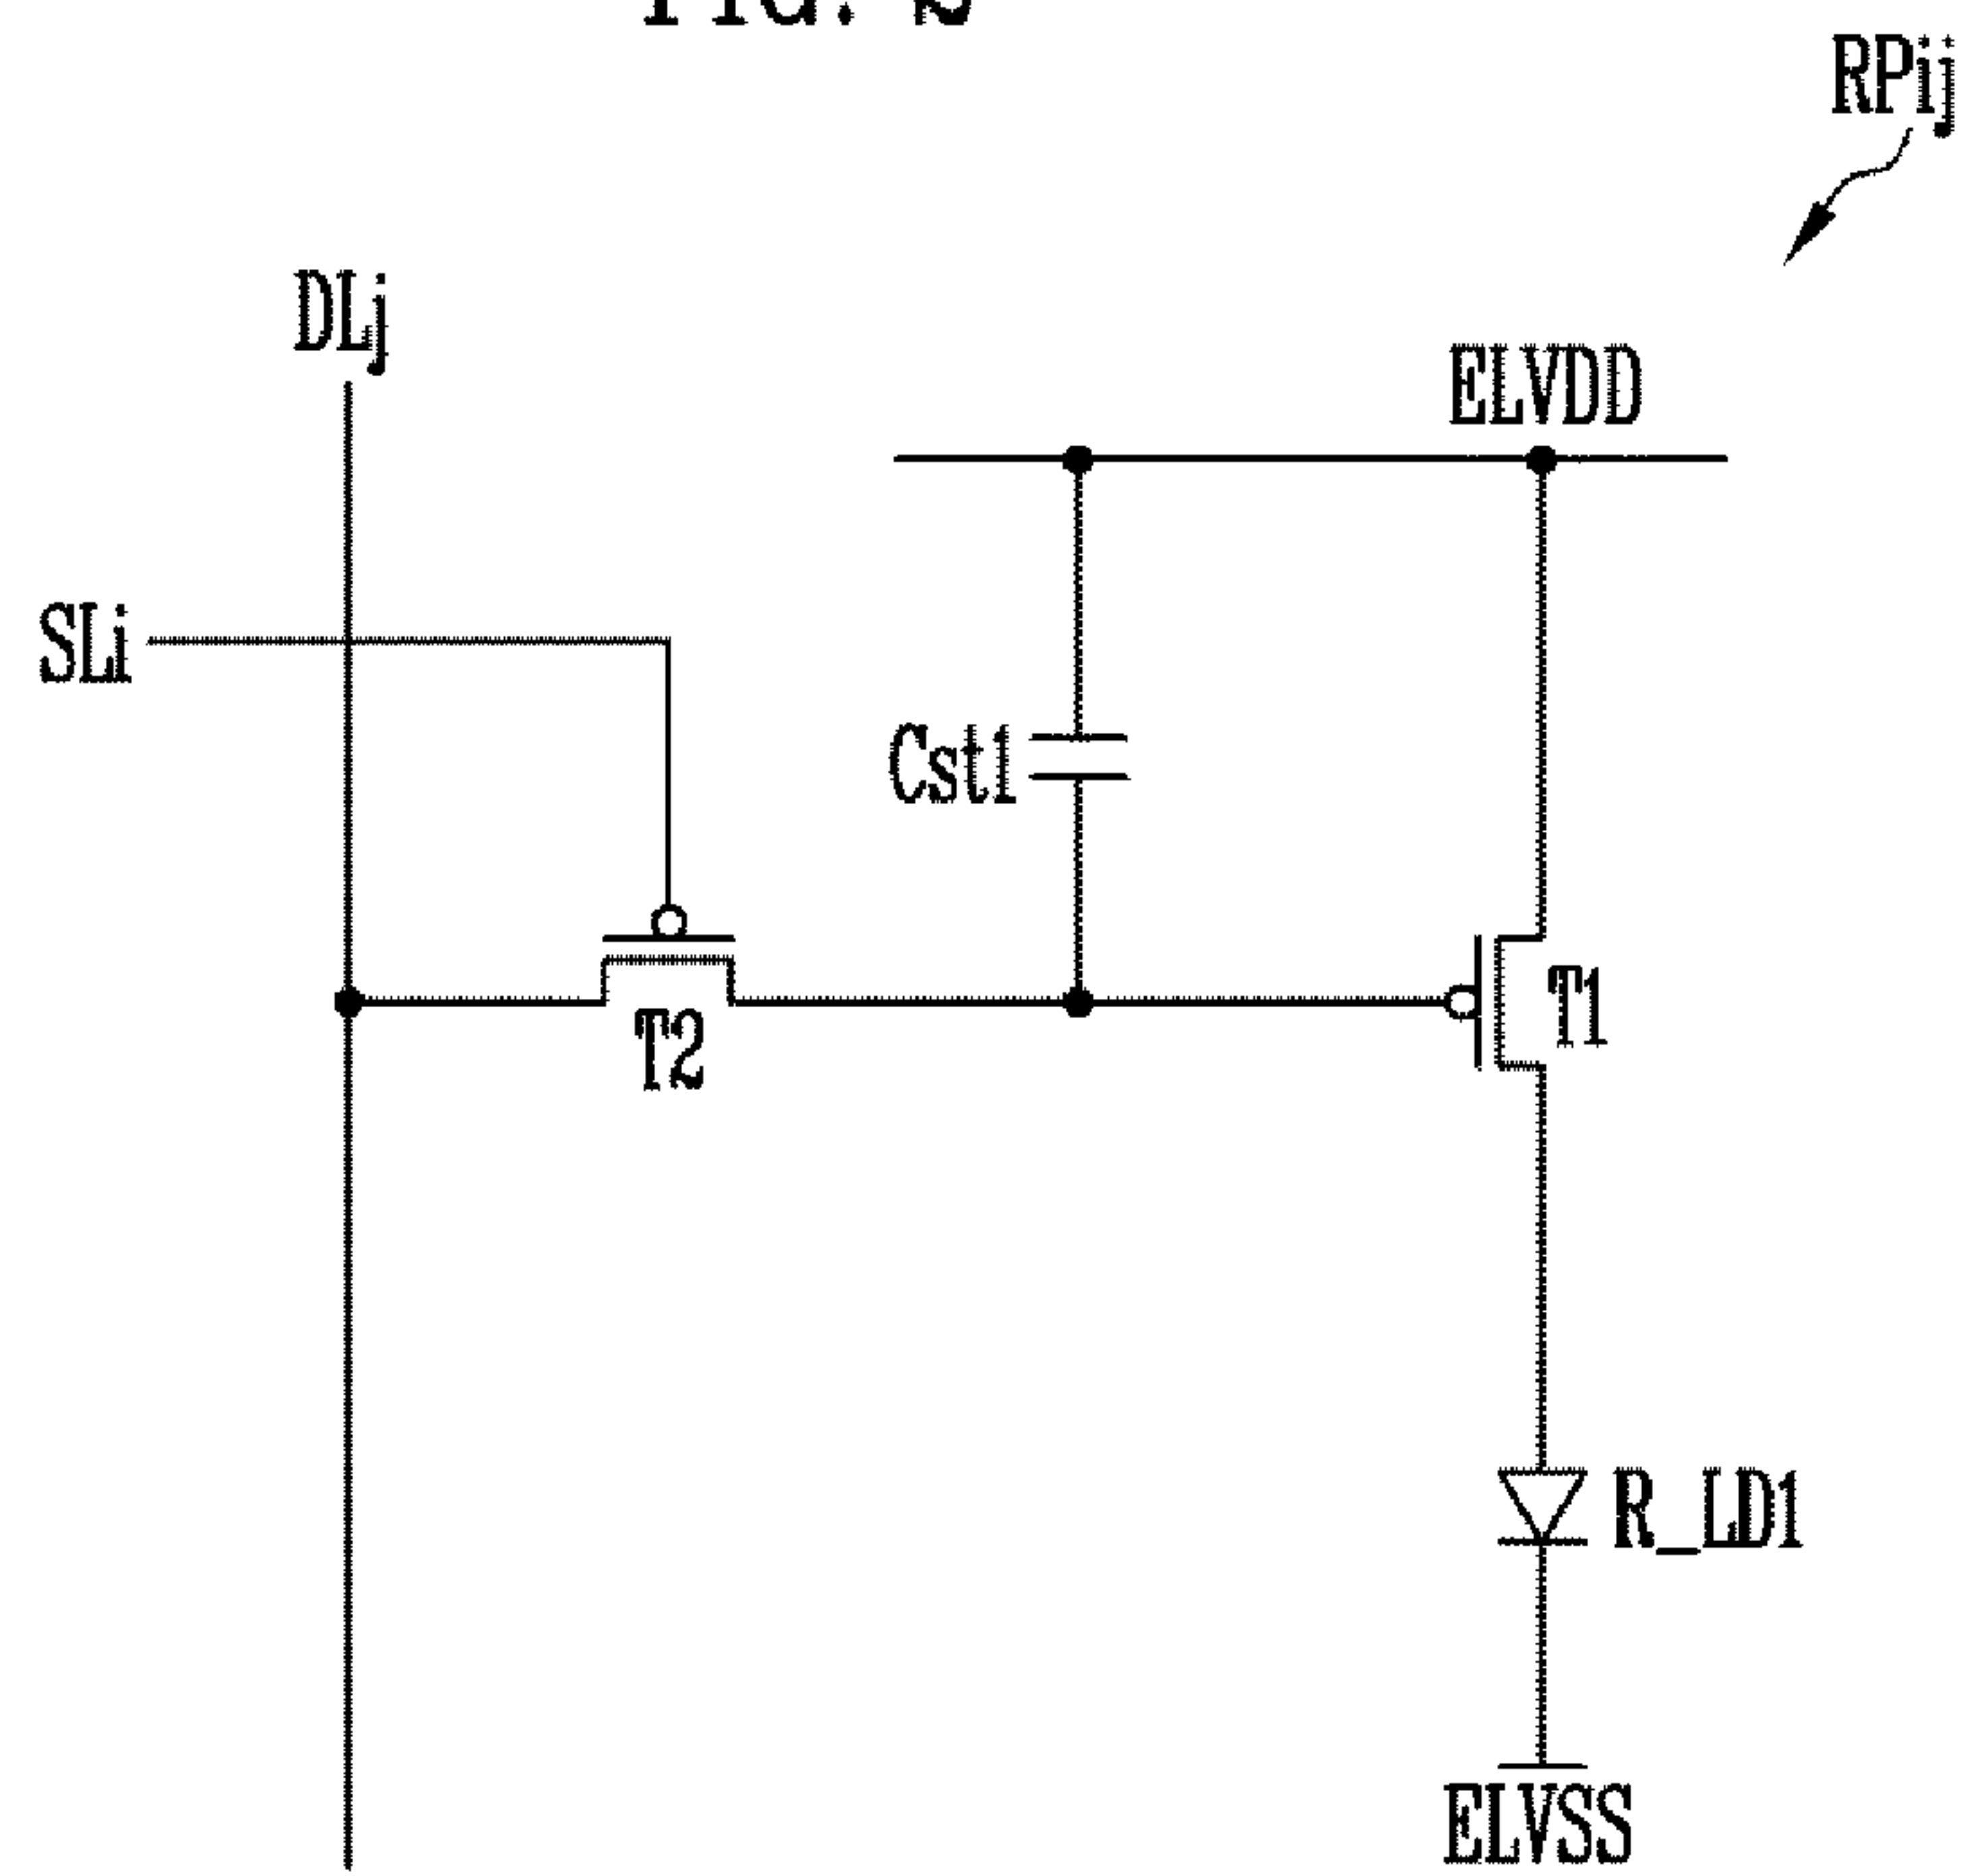 RPij
DLj
ELVDD
SLi
Cst1
T1
T2
R_LD1
ELVSS